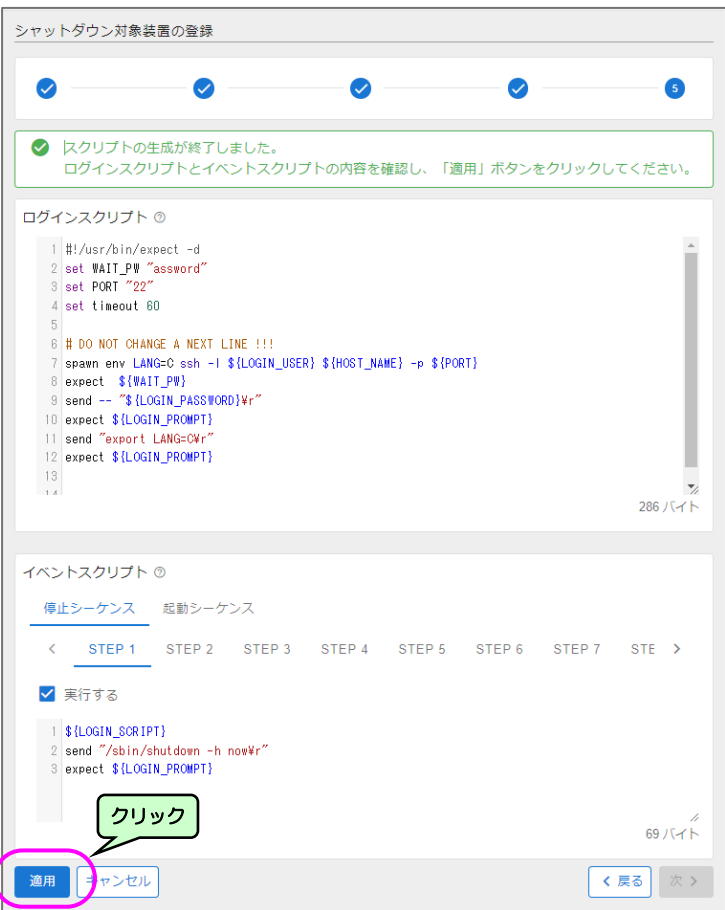 シャットダウン対象装置の登録
5
スクリプトの生成が終了しました。
ログインスクリプトとイベントスクリプトの内容を確認し、「適用」ボタンをクリックしてください。
ログインスクリプト ?
1 #!/usr/bin/expect -d
2 set WAIT_PW "assword"
3 set PORT "22"
4 set timeout 60
5
6 # DO NOT CHANGE A NEXT LINE !!!
7 spawn env LANG=C ssh -l ${LOGIN_USER} ${HOST_NAME} -p ${PORT}
8 expect  ${WAIT_PW}
9 send -- "${LOGIN_PASSWORD}¥r"
10 expect ${LOGIN_PROMPT}
11 send "export LANG=C¥r"
12 expect ${LOGIN_PROMPT}
13
14
286 バイト
イベントスクリプト ?
停止シーケンス 起動シーケンス
< STEP 1 STEP 2 STEP 3 STEP 4 STEP 5 STEP 6 STEP 7 STE >
実行する
1 ${LOGIN_SCRIPT}
2 send "/sbin/shutdown -h now¥r"
3 expect ${LOGIN_PROMPT}
クリック
69 バイト
適用 キャンセル < 戻る 次 >